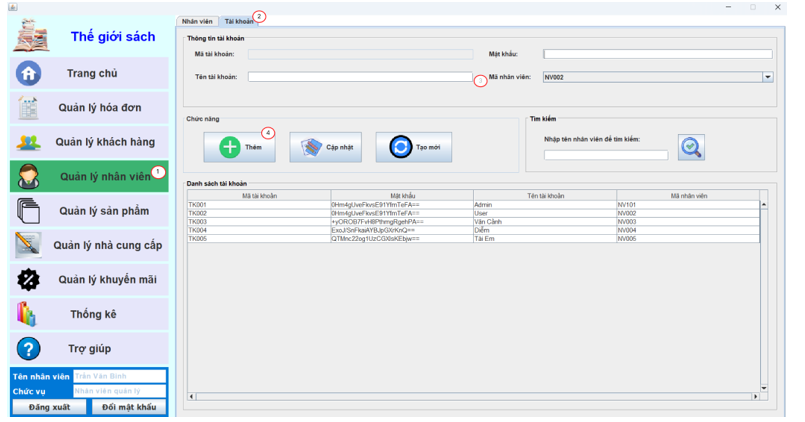 Thế giới sách
Trang chủ
Quản lý hóa đơn
Quản lý khách hàng
Quản lý nhân viên
1
Quản lý sản phẩm
Quản lý nhà cung cấp
Quản lý khuyến mãi
Thống kê
Trợ giúp
Tên nhân viên Trần Văn Bình
Chức vụ Nhân viên quản lý
Đăng xuất Đổi mật khẩu
Nhân viên Tài khoản 2
Thông tin tài khoản
Mã tài khoản: Mật khẩu:
Tên tài khoản: 3 Mã nhân viên: NV002
Chức năng
4
Thêm Cập nhật Tạo mới
Tìm kiếm
Nhập tên nhân viên để tìm kiếm:
Danh sách tài khoản
Mã tài khoản Mật khẩu Tên tài khoản Mã nhân viên
TK001 Admin NV101
TK002 User NV002
TK003 Văn Cảnh NV003
TK004 Diễm NV004
TK005 Tài Em NV005